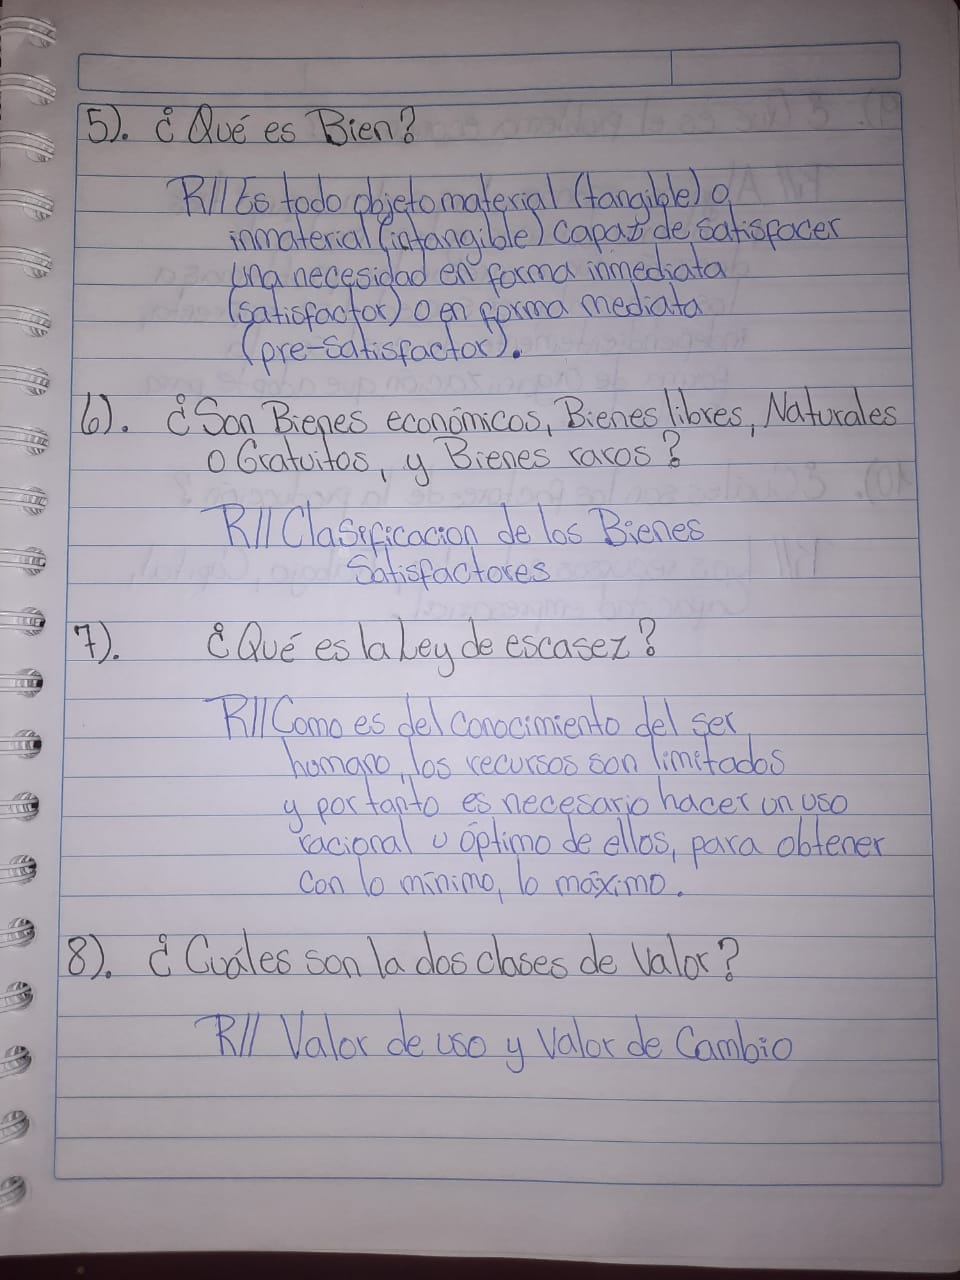 5). ¿Qué es Bien?
R// Es todo objeto material (tangible) o
inmaterial (intangible) capaz de satisfacer
una necesidad en forma inmediata
(satisfactor) o en forma mediata
(pre-satisfactor).
6). ¿Son Bienes económicos, Bienes libres, Naturales
o Gratuitos, y Bienes raros?
R// Clasificacion de los Bienes
Satisfactores
7). ¿Qué es la Ley de escasez?
R// Como es del conocimiento del ser
humano, los recursos son limitados
y por tanto es necesario hacer un uso
racional u óptimo de ellos, para obtener
con lo mínimo, lo máximo.
8). ¿Cuáles son la dos clases de Valor?
R// Valor de uso y Valor de Cambio